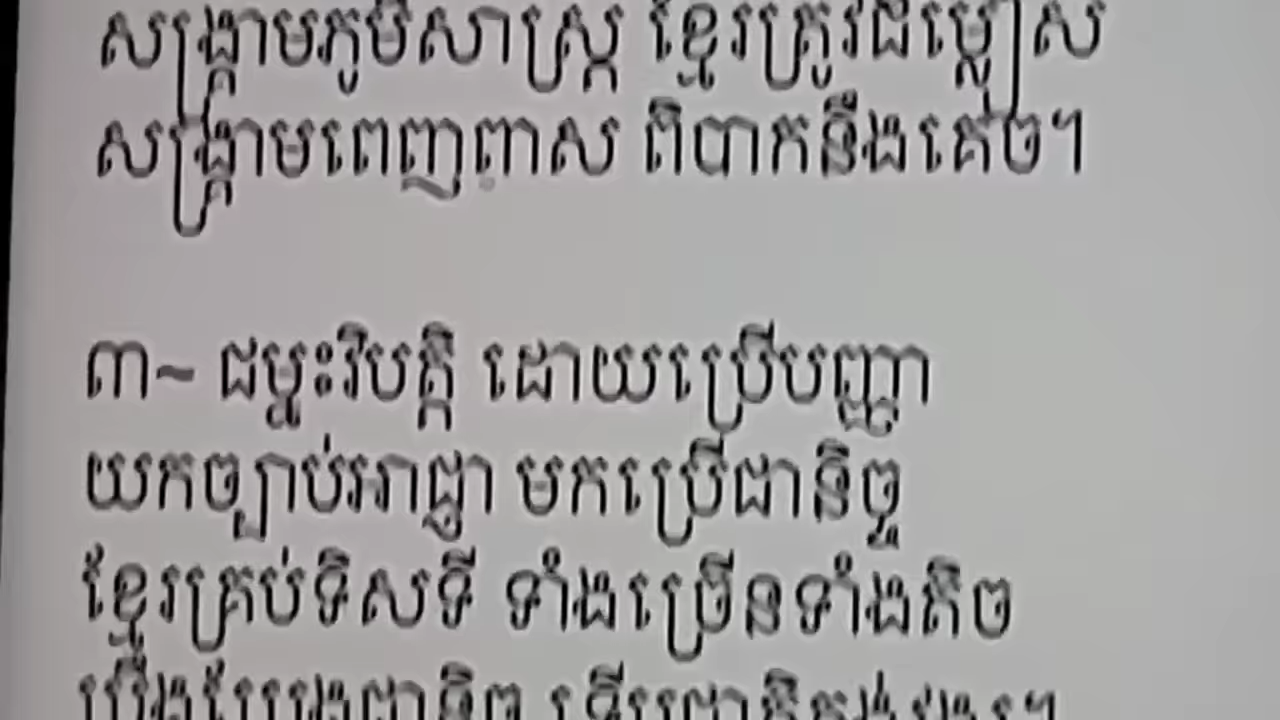 សង្គ្រាមភូមិសាស្ត្រ ខ្មែរត្រូវជម្លៀស
សង្គ្រាមពេញពាស ពិបាកនឹងគេច។
៣~ ជម្នះវិបត្តិ ដោយប្រើបញ្ញា
យកច្បាប់អាជ្ញា មកប្រើជានិច្ច
ខ្មែរគ្រប់ទិសទី ទាំងច្រើនទាំងតិច